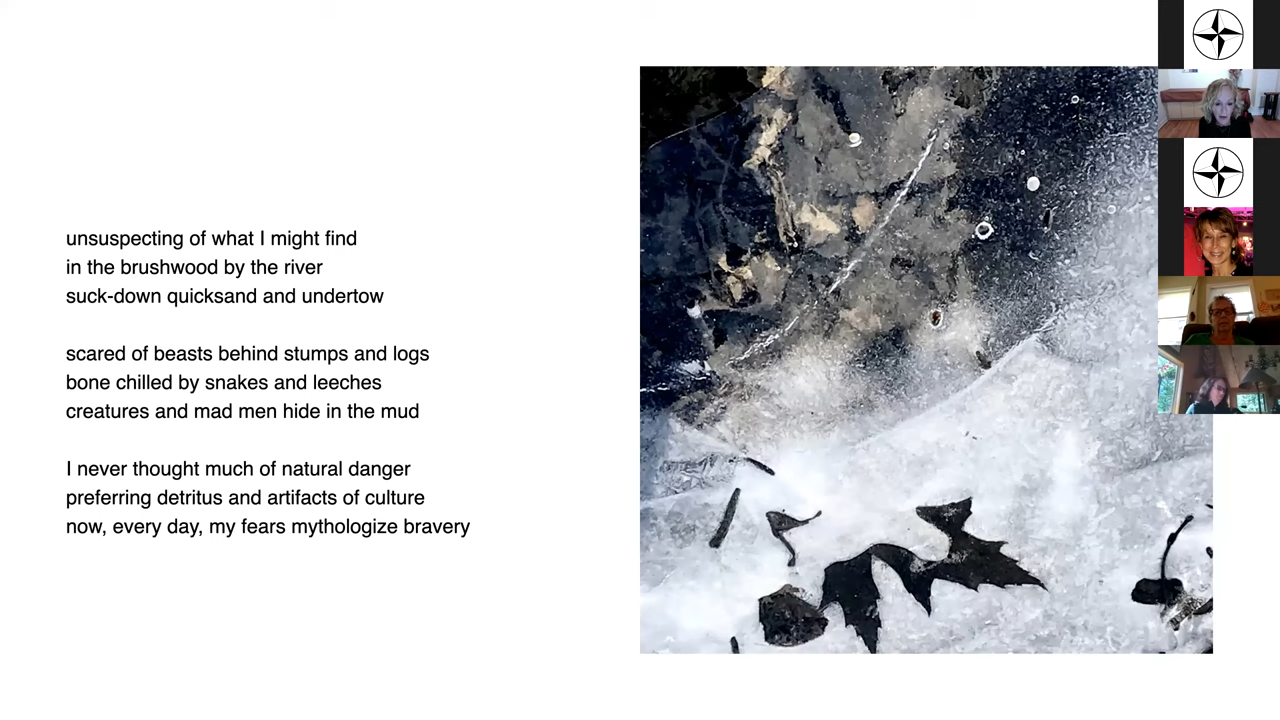 unsuspecting of what I might find
in the brushwood by the river
suck-down quicksand and undertow
scared of beasts behind stumps and logs
bone chilled by snakes and leeches
creatures and mad men hide in the mud
I never thought much of natural danger
preferring detritus and artifacts of culture
now, every day, my fears mythologize bravery